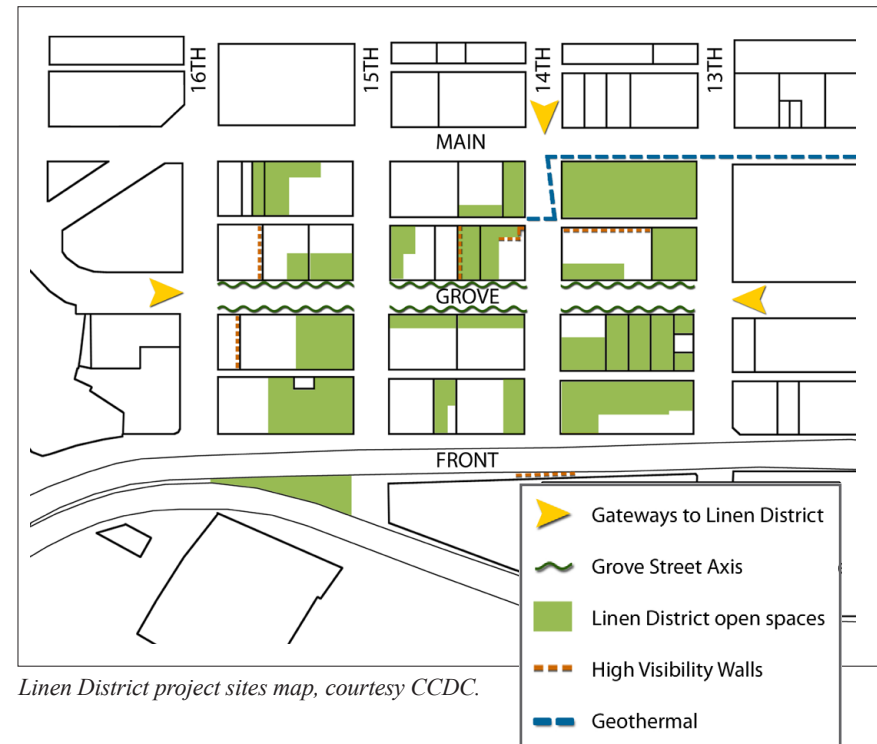 16TH
15TH
14TH
13TH
MAIN
GROVE
FRONT
Gateways to Linen District
Grove Street Axis
Linen District open spaces
High Visibility Walls
Geothermal
Linen District project sites map, courtesy CCDC.